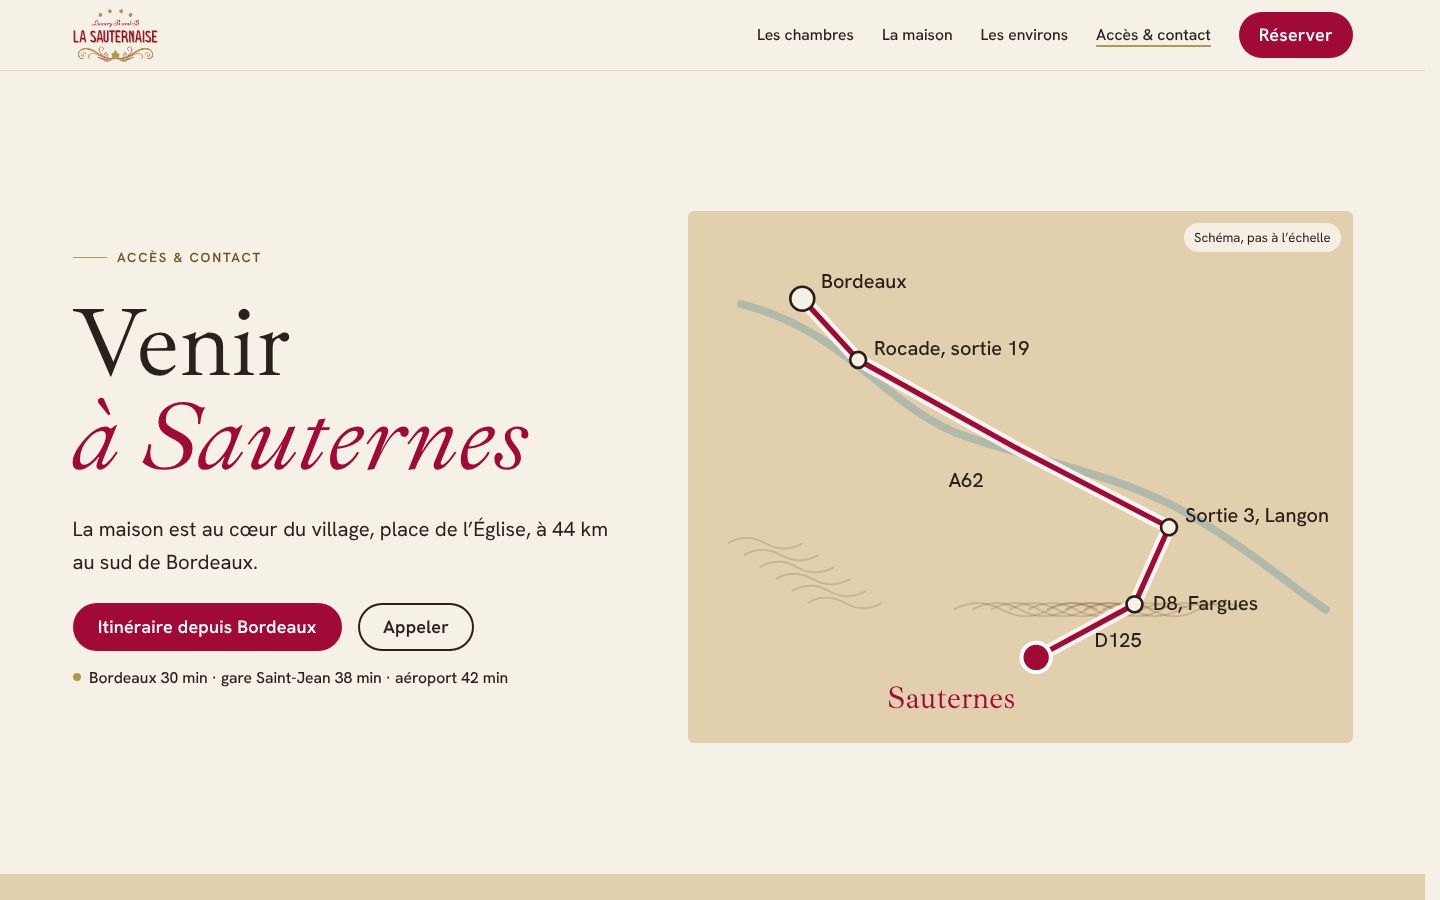 Luxury B and B
LA SAUTERNAISE
Les chambres
La maison
Les environs
Accès & contact
Réserver
ACCÈS & CONTACT
Venir
à Sauternes
La maison est au cœur du village, place de l’Église, à 44 km
au sud de Bordeaux.
Itinéraire depuis Bordeaux
Appeler
Bordeaux 30 min · gare Saint-Jean 38 min · aéroport 42 min
Schéma, pas à l’échelle
Bordeaux
Rocade, sortie 19
A62
Sortie 3, Langon
D8, Fargues
D125
Sauternes